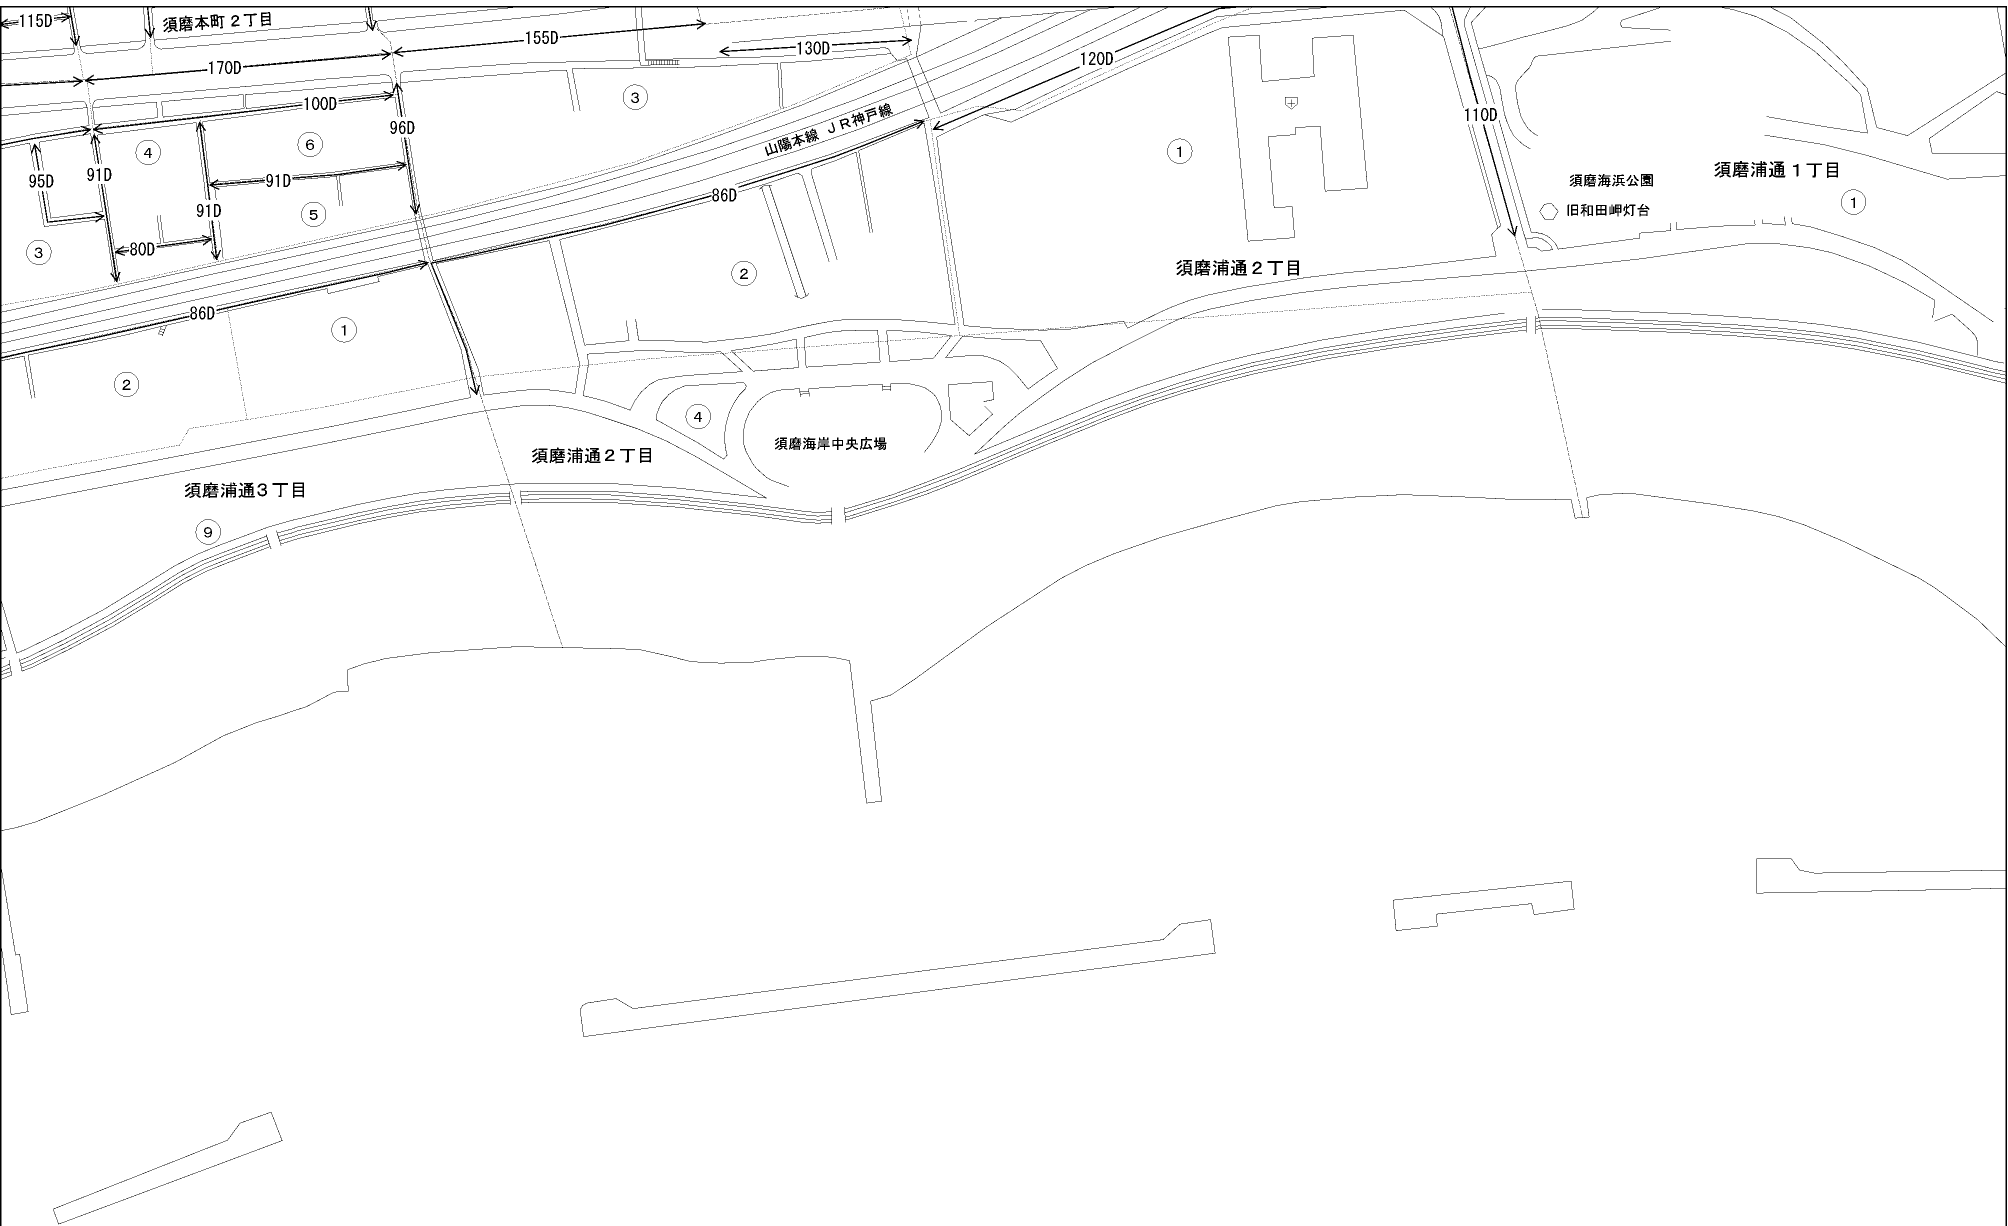 115D
須磨本町２丁目
155D
130D
170D
120D
100D
③
96D
110D
山陽本線 ＪＲ神戸線
④
⑥
①
95D
91D
91D
86D
須磨海浜公園
須磨浦通１丁目
91D
⑤
旧和田岬灯台
①
③
80D
②
須磨浦通２丁目
86D
①
②
④
須磨海岸中央広場
須磨浦通２丁目
須磨浦通３丁目
⑨